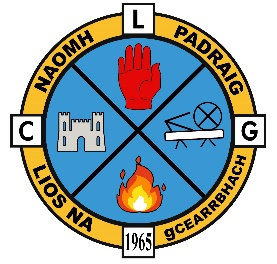 L
NAOMH PADRAIG
C G
LIOS NA gCEARRBHACH
1965